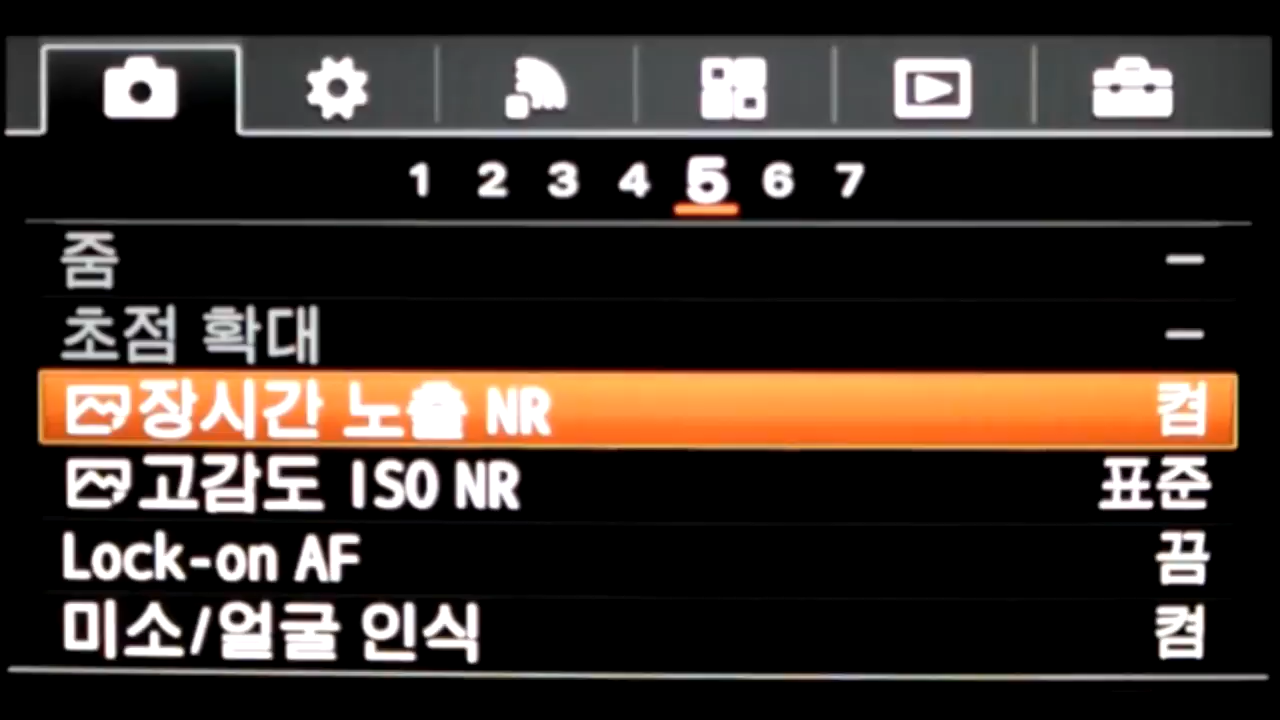 1 2 3 4 5 6 7
줌 –
초점 확대 –
장시간 노출 NR 켬
고감도 ISO NR 표준
Lock-on AF 끔
미소/얼굴 인식 켬